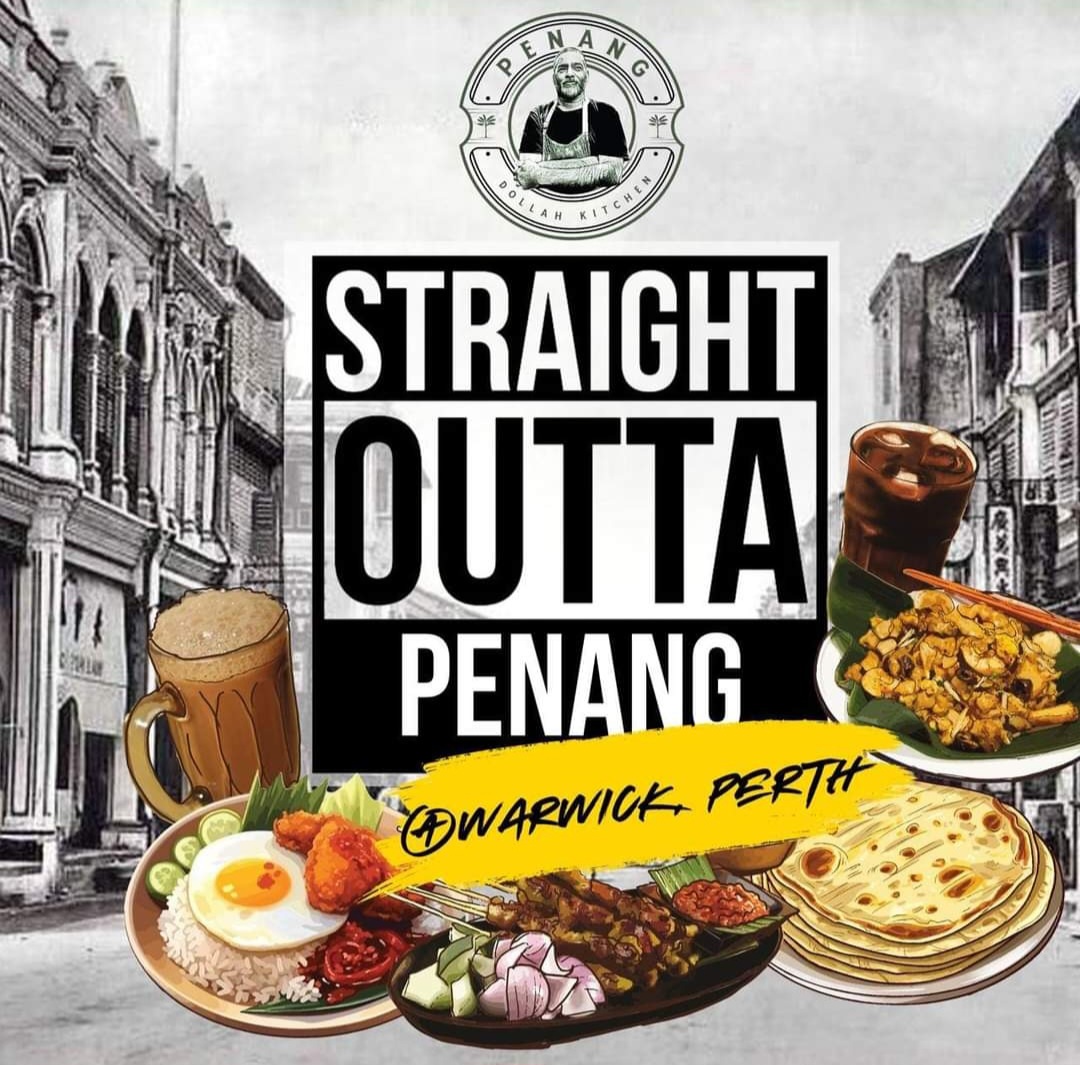 PENANG
DOLLAH KITCHEN
STRAIGHT
OUTTA
PENANG
@WARWICK, PERTH